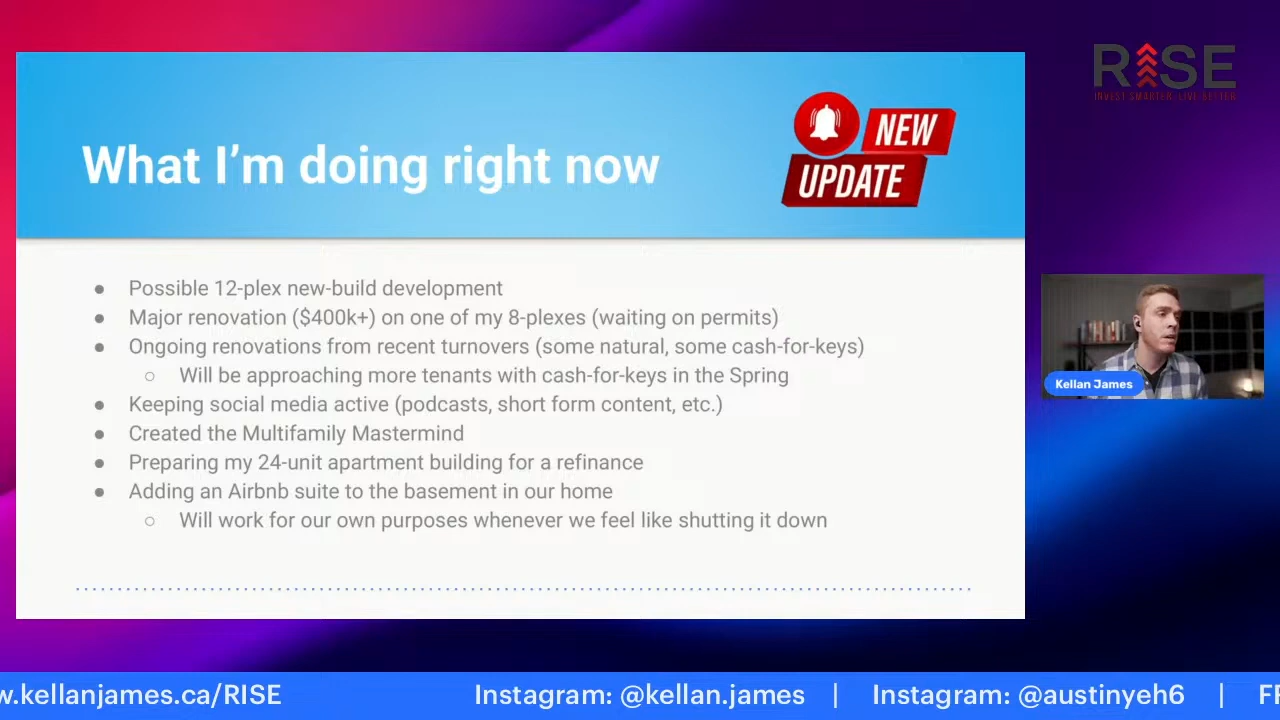 RISE
INVEST SMARTER. LIVE BETTER
NEW
UPDATE
What I’m doing right now
● Possible 12-plex new-build development
● Major renovation ($400k+) on one of my 8-plexes (waiting on permits)
● Ongoing renovations from recent turnovers (some natural, some cash-for-keys)
○ Will be approaching more tenants with cash-for-keys in the Spring
● Keeping social media active (podcasts, short form content, etc.)
● Created the Multifamily Mastermind
● Preparing my 24-unit apartment building for a refinance
● Adding an Airbnb suite to the basement in our home
○ Will work for our own purposes whenever we feel like shutting it down
Kellan James
w.kellanjames.ca/RISE Instagram: @kellan.james | Instagram: @austinyeh6 |